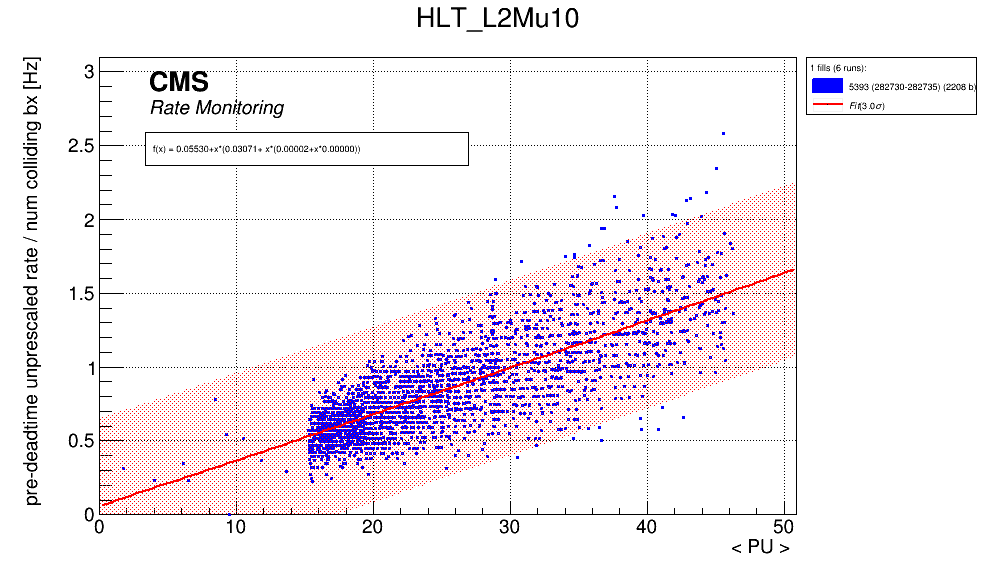 HLT_L2Mu10
pre-deadtime unprescaled rate / num colliding bx [Hz]
3
2.5
2
1.5
1
0.5
0
CMS
Rate Monitoring
f(x) = 0.05530+x*(0.03071+ x*(0.00002+x*0.00000))
0 10 20 30 40 50
< PU >
1 fills (6 runs):
5393 (282730-282735) (2208 b)
Fit(3.0σ)